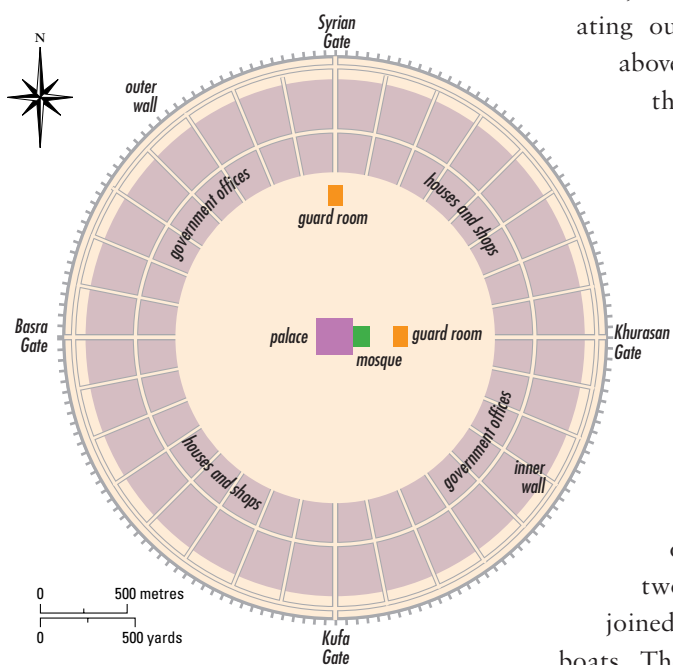 Syrian
Gate
N
ating ou
above
th
outer
wall
government offices
houses and shops
guard room
Basra
Gate
palace
mosque
guard room
Khurasan
Gate
houses and shops
government offices
inner
wall
0 500 metres
0 500 yards
Kufa
Gate
two
joined
boats. Th